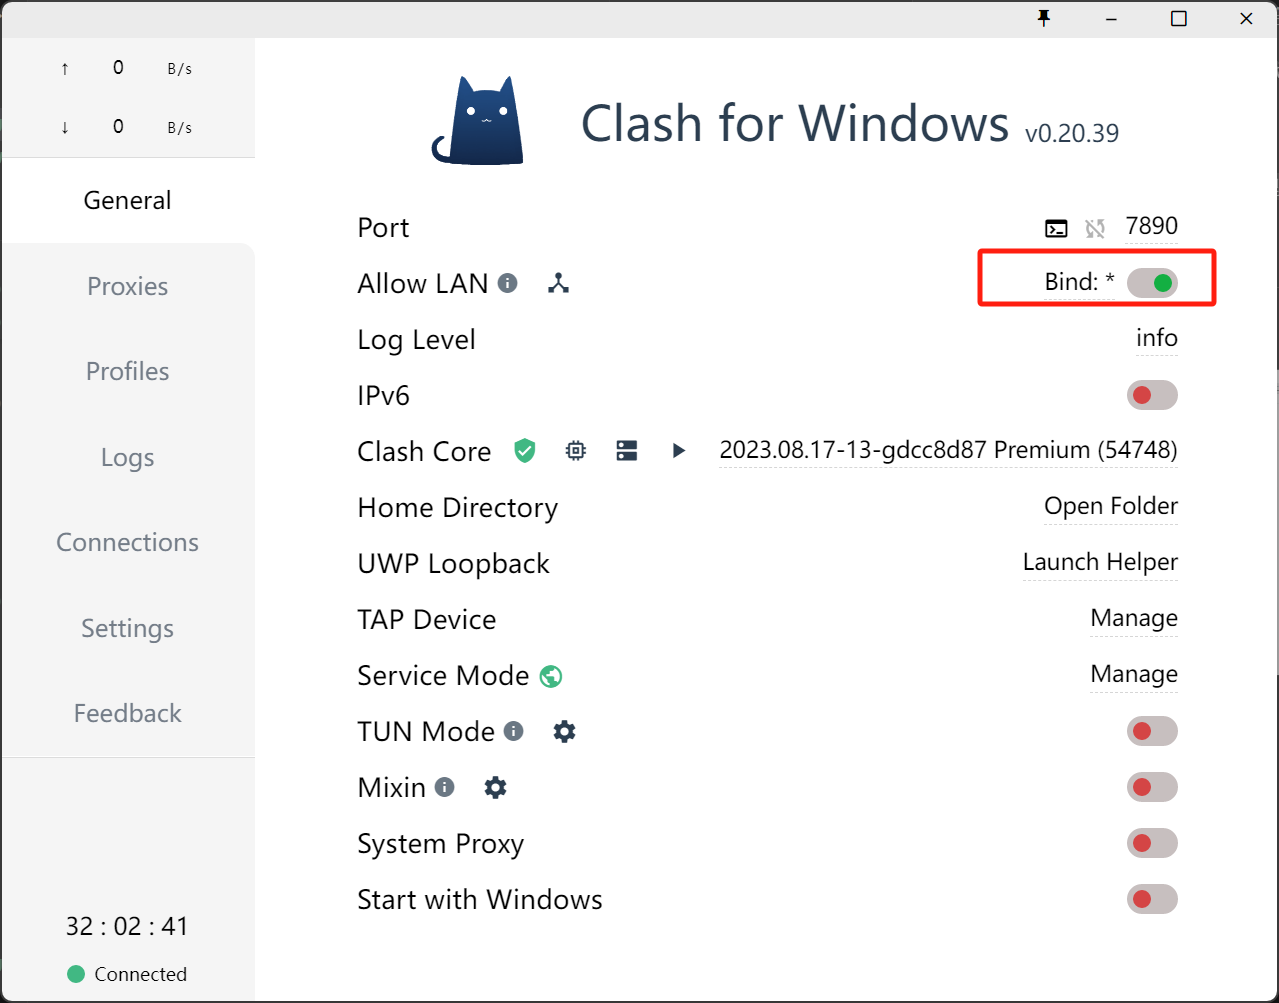 ↑ 0 B/s
↓ 0 B/s
General
Proxies
Profiles
Logs
Connections
Settings
Feedback
32 : 02 : 41
Connected
Clash for Windows v0.20.39
Port 7890
Allow LAN Bind: *
Log Level info
IPv6
Clash Core 2023.08.17-13-gdcc8d87 Premium (54748)
Home Directory Open Folder
UWP Loopback Launch Helper
TAP Device Manage
Service Mode Manage
TUN Mode
Mixin
System Proxy
Start with Windows